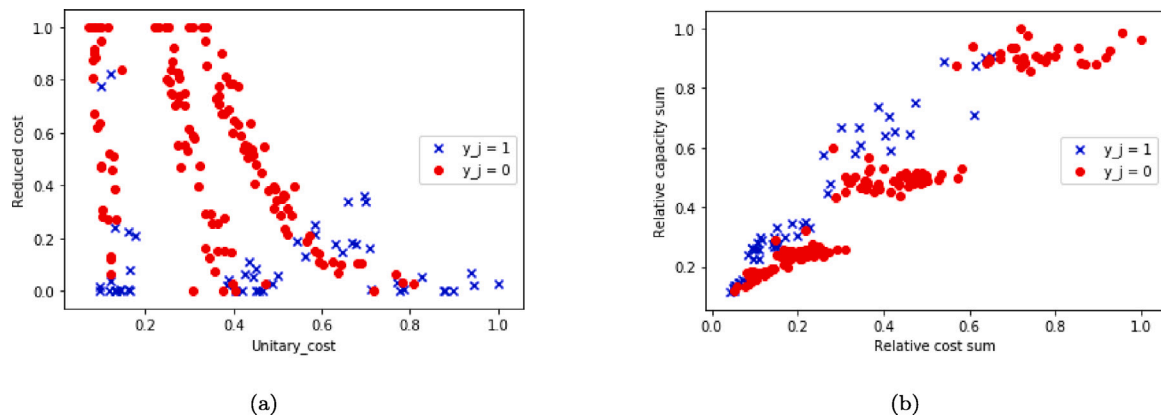 1.0
0.8
0.6
0.4
0.2
0.0
Reduced cost
0.2
0.4
0.6
0.8
1.0
Unitary_cost
y_j = 1
y_j = 0
(a)
1.0
0.8
0.6
0.4
0.2
Relative capacity sum
0.0
0.2
0.4
0.6
0.8
1.0
Relative cost sum
y_j = 1
y_j = 0
(b)